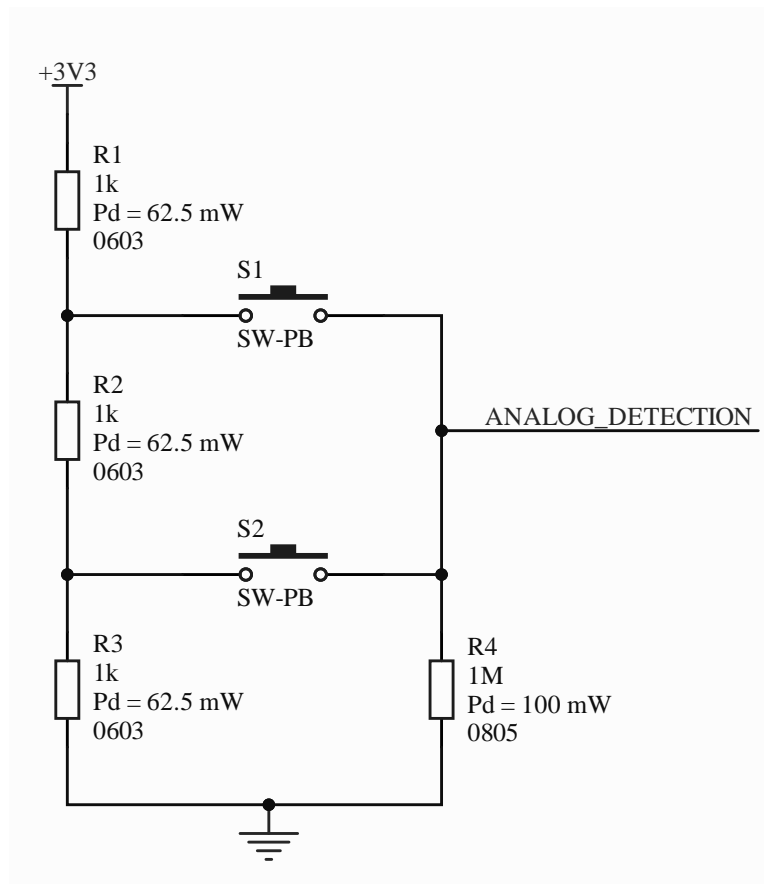 +3V3
R1
1k
Pd = 62.5 mW
0603
S1
SW-PB
R2
1k
Pd = 62.5 mW
0603
ANALOG_DETECTION
S2
SW-PB
R3
1k
Pd = 62.5 mW
0603
R4
1M
Pd = 100 mW
0805